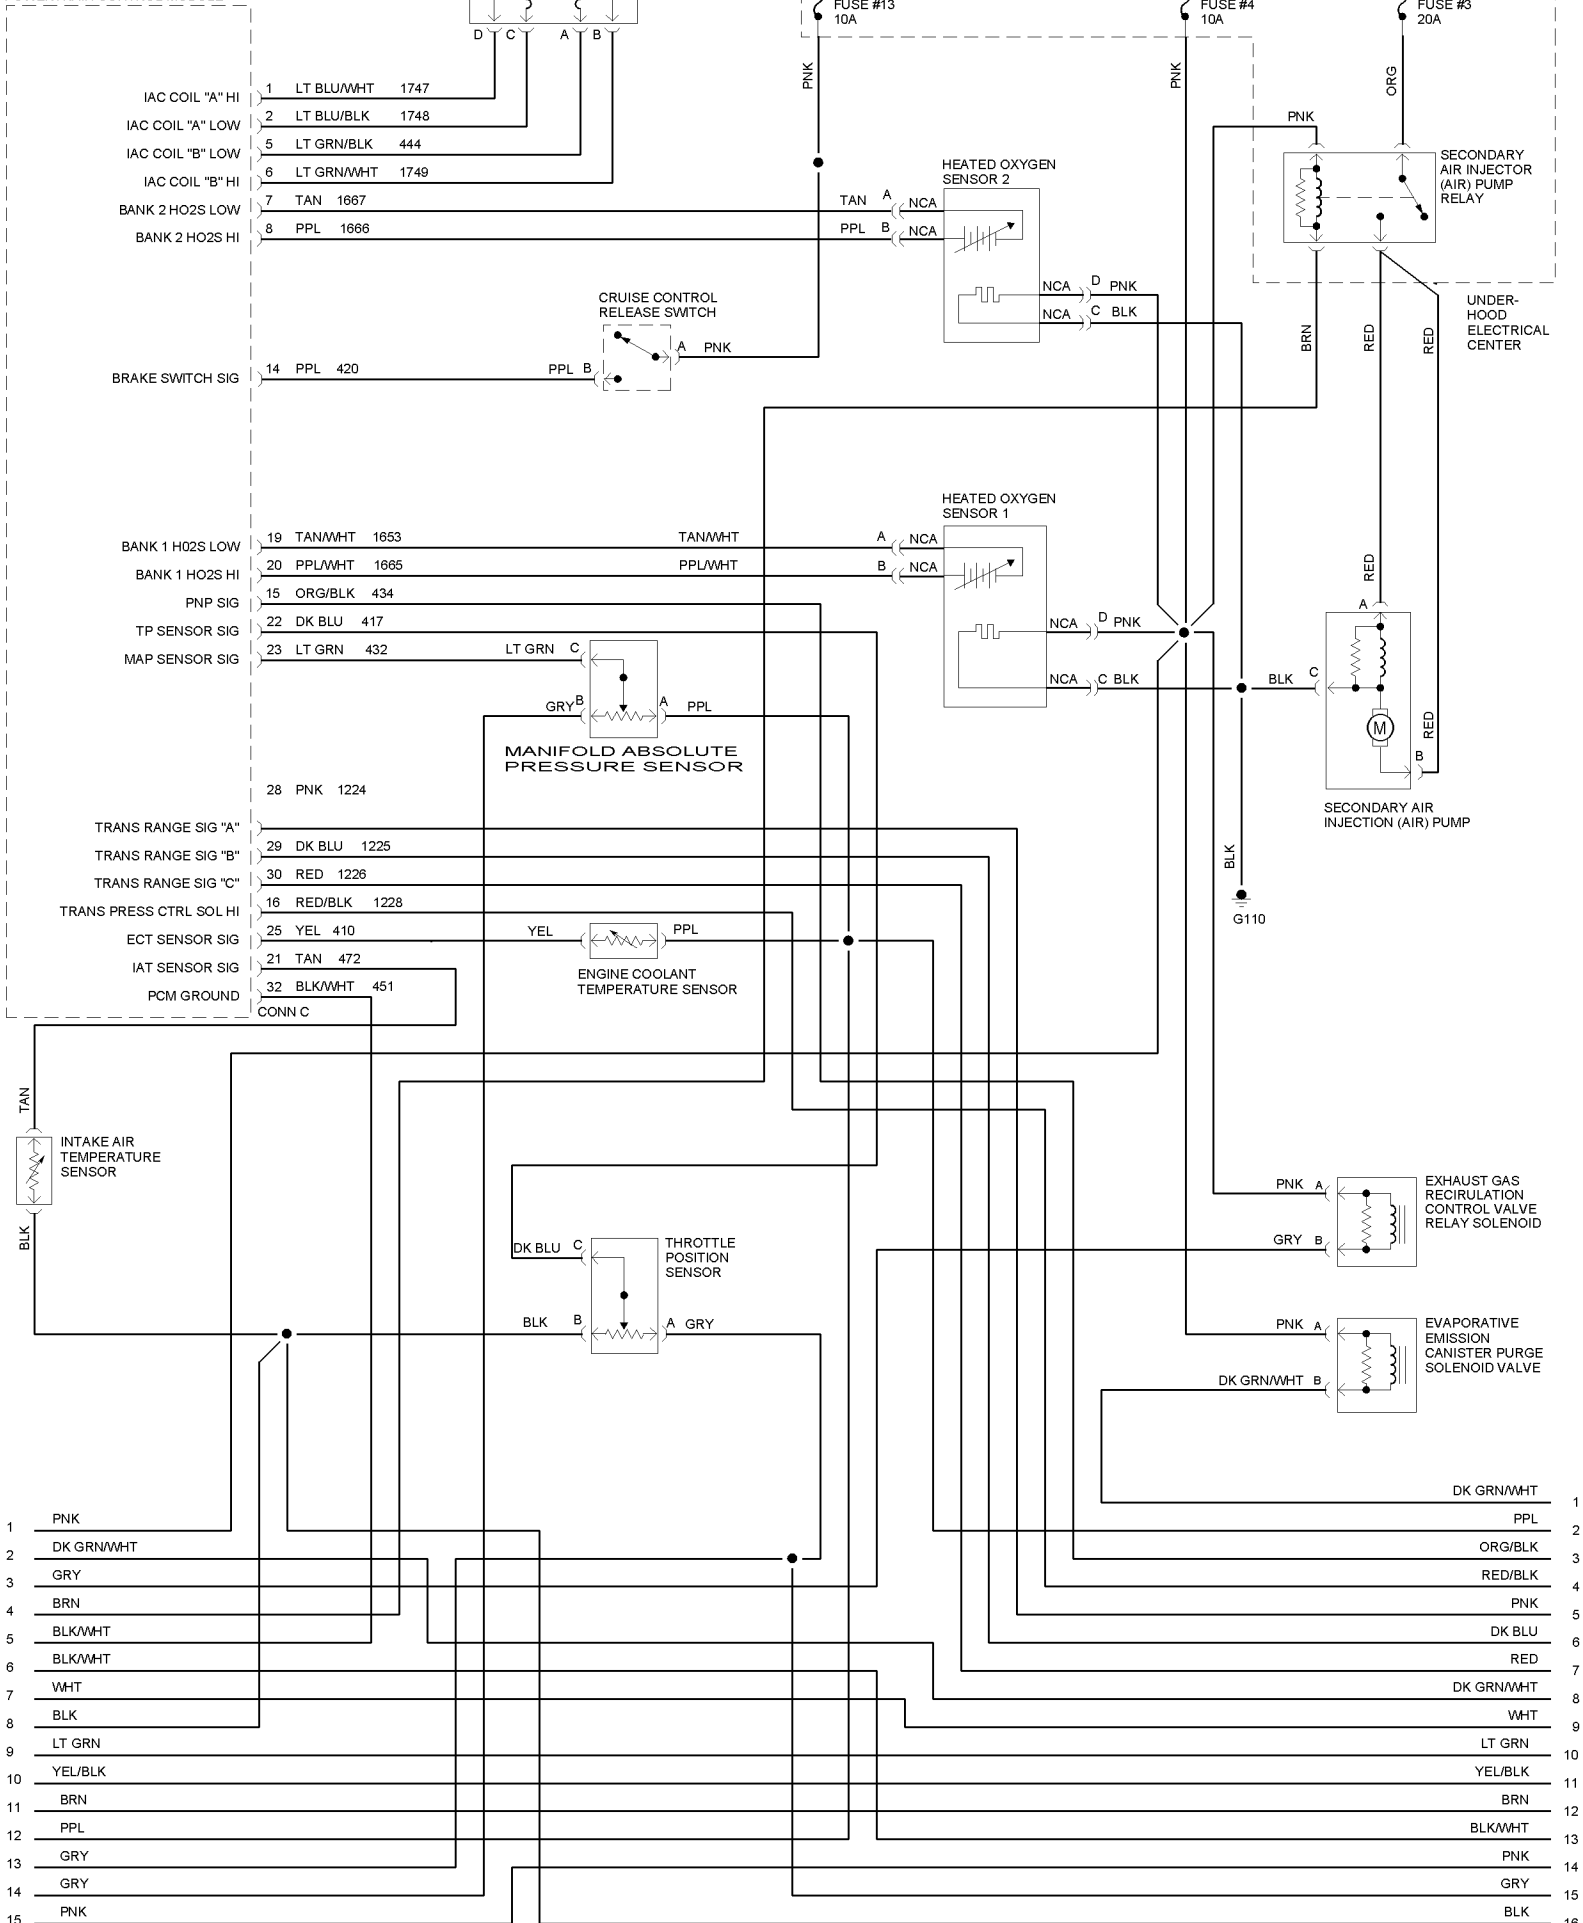 FUSE #13
10A
FUSE #4
10A
FUSE #3
20A
D C A B
PNK
PNK
ORG
IAC COIL "A" HI 1 LT BLU/WHT 1747
IAC COIL "A" LOW 2 LT BLU/BLK 1748
IAC COIL "B" LOW 5 LT GRN/BLK 444
IAC COIL "B" HI 6 LT GRN/WHT 1749
BANK 2 HO2S LOW 7 TAN 1667 TAN A NCA
BANK 2 HO2S HI 8 PPL 1666 PPL B NCA
HEATED OXYGEN
SENSOR 2
NCA D PNK
NCA C BLK
PNK
SECONDARY
AIR INJECTOR
(AIR) PUMP
RELAY
UNDER-
HOOD
ELECTRICAL
CENTER
BRN
RED
RED
CRUISE CONTROL
RELEASE SWITCH
A PNK
BRAKE SWITCH SIG 14 PPL 420 PPL B
HEATED OXYGEN
SENSOR 1
BANK 1 H02S LOW 19 TAN/WHT 1653 TAN/WHT A NCA
BANK 1 HO2S HI 20 PPL/WHT 1665 PPL/WHT B NCA
PNP SIG 15 ORG/BLK 434
TP SENSOR SIG 22 DK BLU 417
MAP SENSOR SIG 23 LT GRN 432 LT GRN C
GRY B A PPL
MANIFOLD ABSOLUTE
PRESSURE SENSOR
NCA D PNK
NCA C BLK
BLK C
RED
A
M
RED
B
SECONDARY AIR
INJECTION (AIR) PUMP
BLK
G110
28 PNK 1224
TRANS RANGE SIG "A"
TRANS RANGE SIG "B" 29 DK BLU 1225
TRANS RANGE SIG "C" 30 RED 1226
TRANS PRESS CTRL SOL HI 16 RED/BLK 1228
ECT SENSOR SIG 25 YEL 410 YEL PPL
IAT SENSOR SIG 21 TAN 472
PCM GROUND 32 BLK/WHT 451
CONN C
ENGINE COOLANT
TEMPERATURE SENSOR
TAN
INTAKE AIR
TEMPERATURE
SENSOR
BLK
DK BLU C
THROTTLE
POSITION
SENSOR
BLK B A GRY
PNK A
GRY B
EXHAUST GAS
RECIRULATION
CONTROL VALVE
RELAY SOLENOID
PNK A
DK GRN/WHT B
EVAPORATIVE
EMISSION
CANISTER PURGE
SOLENOID VALVE
1 PNK
2 DK GRN/WHT
3 GRY
4 BRN
5 BLK/WHT
6 BLK/WHT
7 WHT
8 BLK
9 LT GRN
10 YEL/BLK
11 BRN
12 PPL
13 GRY
14 GRY
15 PNK
DK GRN/WHT 1
PPL 2
ORG/BLK 3
RED/BLK 4
PNK 5
DK BLU 6
RED 7
DK GRN/WHT 8
WHT 9
LT GRN 10
YEL/BLK 11
BRN 12
BLK/WHT 13
PNK 14
GRY 15
BLK 16